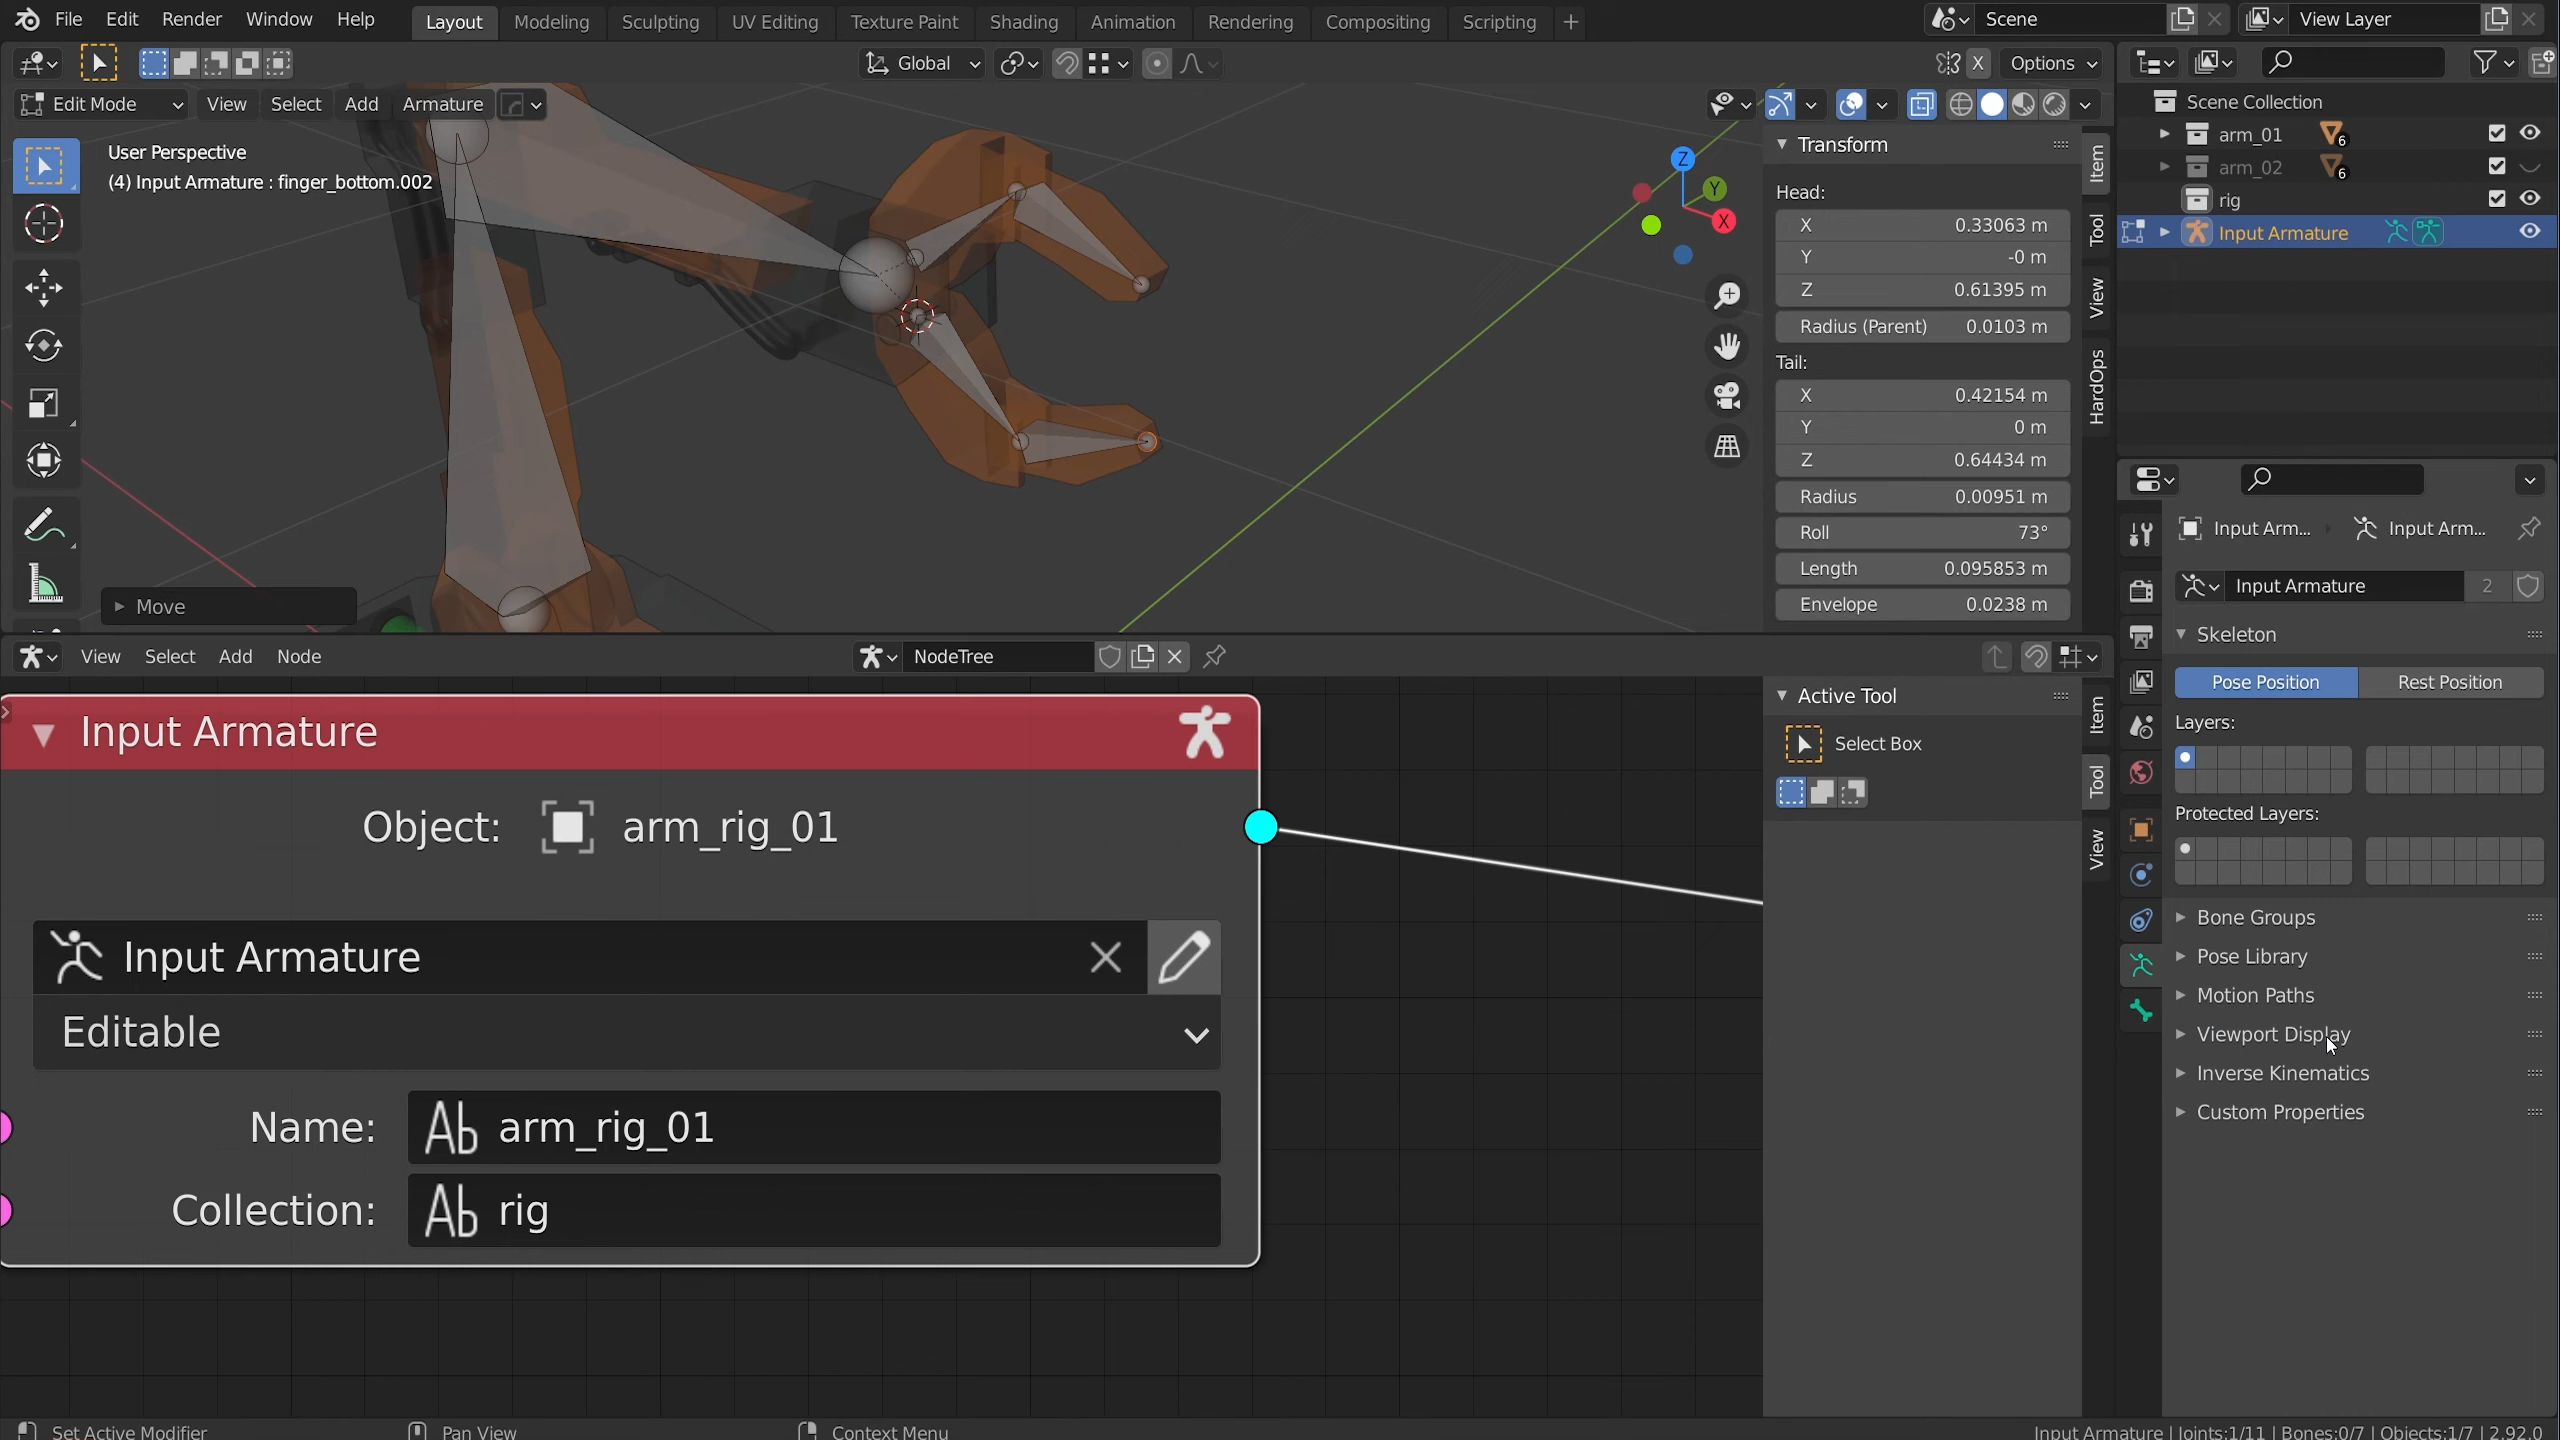 File Edit Render Window Help Layout Modeling Sculpting UV Editing Texture Paint Shading Animation Rendering Compositing Scripting + Scene View Layer
Global X Options
Edit Mode View Select Add Armature
User Perspective
(4) Input Armature : finger_bottom.002
Z
Y
X
Move
Transform
Head:
X 0.33063 m
Y -0 m
Z 0.61395 m
Radius (Parent) 0.0103 m
Tail:
X 0.42154 m
Y 0 m
Z 0.64434 m
Radius 0.00951 m
Roll 73°
Length 0.095853 m
Envelope 0.0238 m
Item
Tool
View
HardOps
Scene Collection
arm_01 6
arm_02 6
rig
Input Armature
Input Arm... Input Arm...
Input Armature 2
Skeleton
Pose Position Rest Position
Layers:
Protected Layers:
Bone Groups
Pose Library
Motion Paths
Viewport Display
Inverse Kinematics
Custom Properties
View Select Add Node NodeTree
Input Armature
Object: arm_rig_01
Input Armature
Editable
Name: Ab arm_rig_01
Collection: Ab rig
Active Tool
Select Box
Item
Tool
View
Set Active Modifier Pan View Context Menu Input Armature | Joints:1/11 | Bones:0/7 | Objects:1/7 | 2.92.0